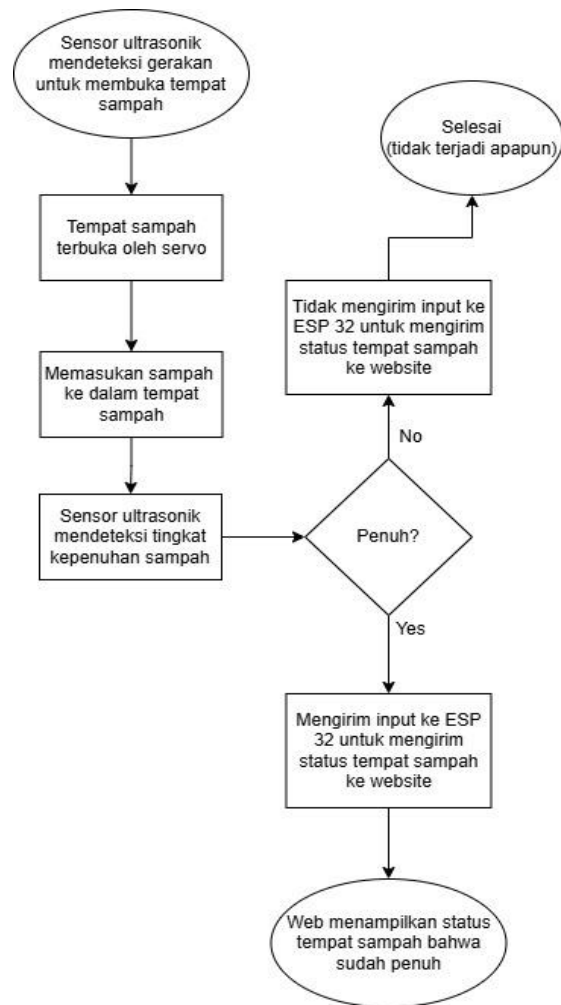 Sensor ultrasonik
mendeteksi gerakan
untuk membuka tempat
sampah
Tempat sampah
terbuka oleh servo
Memasukan sampah
ke dalam tempat
sampah
Sensor ultrasonik
mendeteksi tingkat
kepenuhan sampah
Penuh?
No
Tidak mengirim input ke
ESP 32 untuk mengirim
status tempat sampah
ke website
Selesai
(tidak terjadi apapun)
Yes
Mengirim input ke ESP
32 untuk mengirim
status tempat sampah
ke website
Web menampilkan status
tempat sampah bahwa
sudah penuh